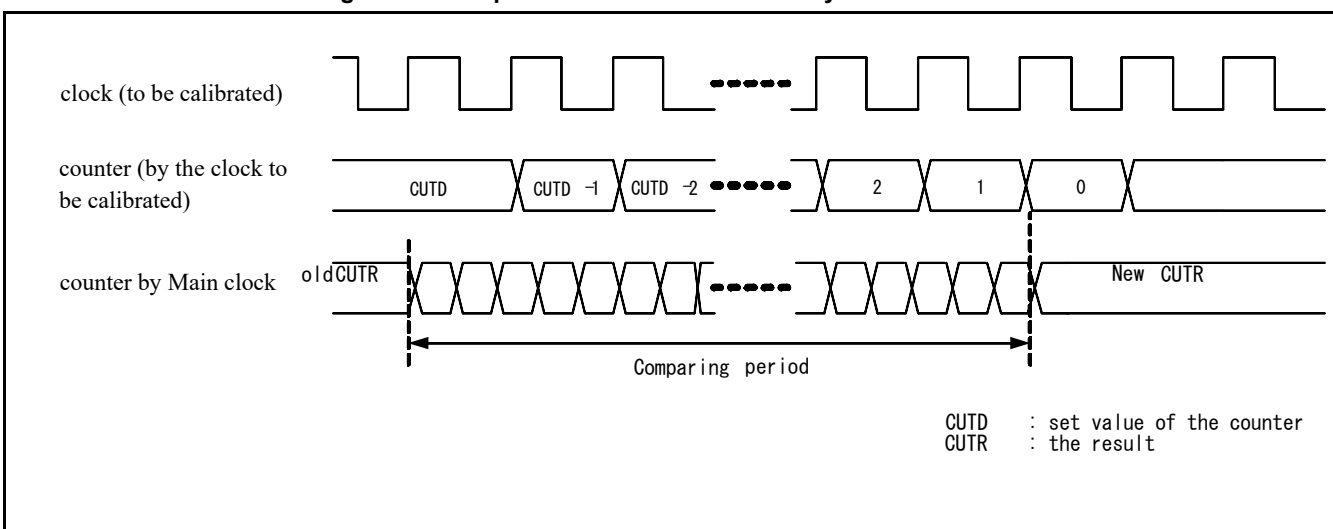 clock (to be calibrated)
counter (by the clock to
be calibrated)
CUTD
CUTD -1
CUTD -2
2
1
0
counter by Main clock
oldCUTR
New CUTR
Comparing period
CUTD : set value of the counter
CUTR : the result